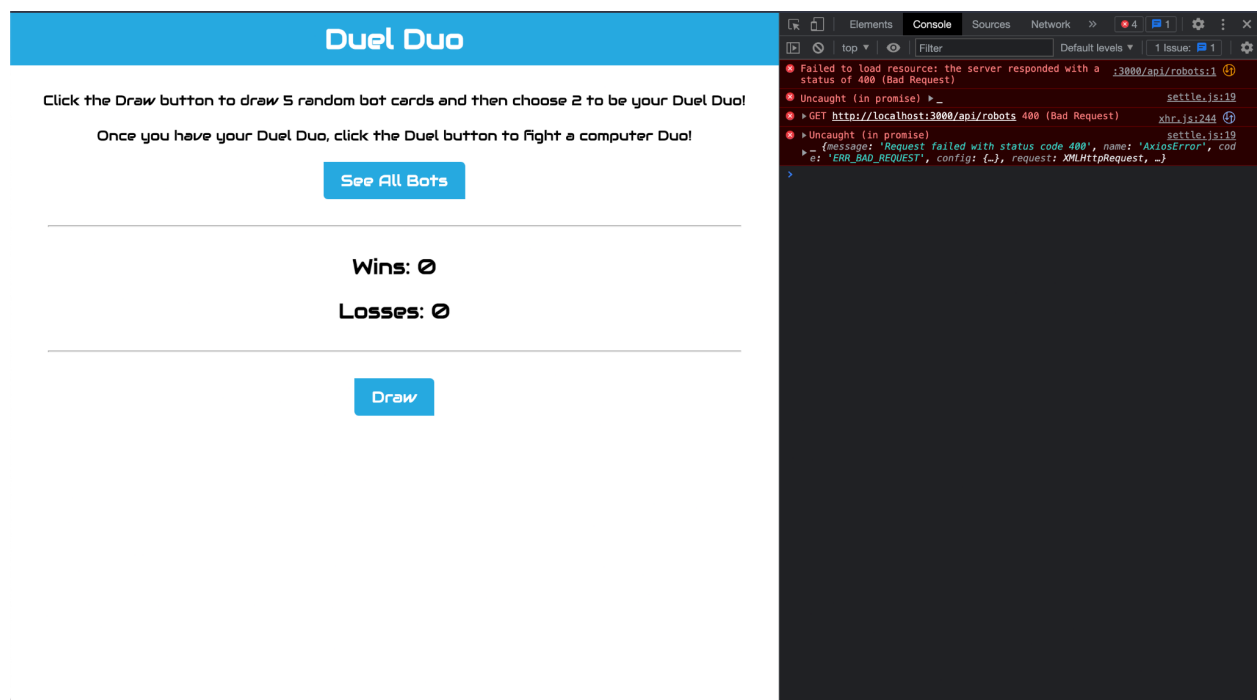 Duel Duo
Click the Draw button to draw 5 random bot cards and then choose 2 to be your Duel Duo!
Once you have your Duel Duo, click the Duel button to fight a computer Duo!
See All Bots
Wins: 0
Losses: 0
Draw
Elements Console Sources Network » 4 1
top ▼ Filter Default levels ▼ 1 Issue: 1
Failed to load resource: the server responded with a :3000/api/robots:1
status of 400 (Bad Request)
Uncaught (in promise) ▶ _ settle.js:19
▶ GET http://localhost:3000/api/robots 400 (Bad Request) xhr.js:244
▶ Uncaught (in promise) settle.js:19
▶ _ {message: 'Request failed with status code 400', name: 'AxiosError', cod
e: 'ERR_BAD_REQUEST', config: {…}, request: XMLHttpRequest, …}
>